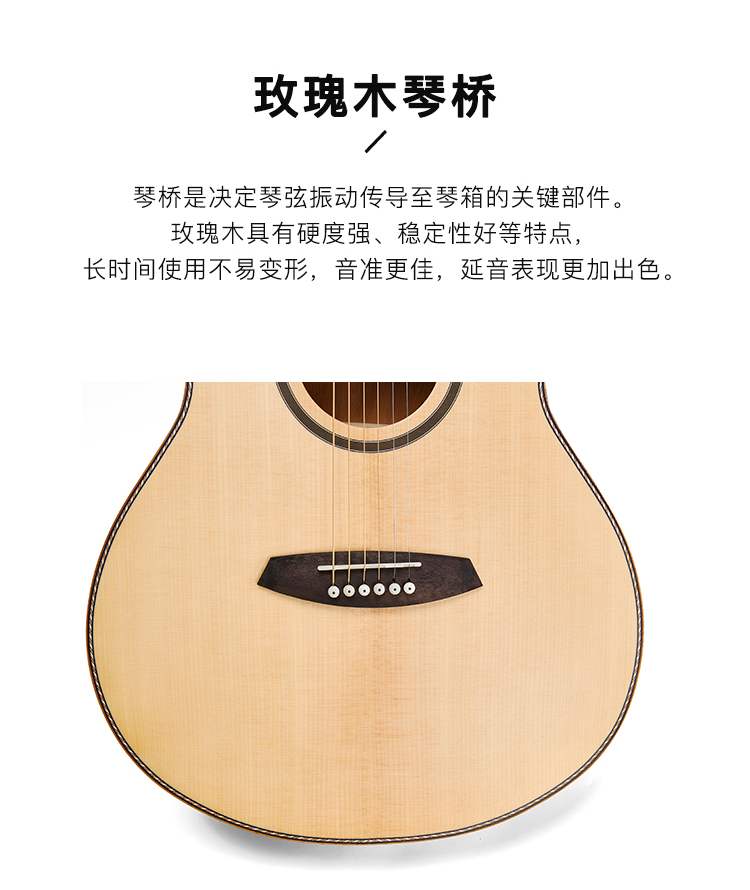 玫瑰木琴桥
琴桥是决定琴弦振动传导至琴箱的关键部件。
玫瑰木具有硬度强、稳定性好等特点，
长时间使用不易变形，音准更佳，延音表现更加出色。